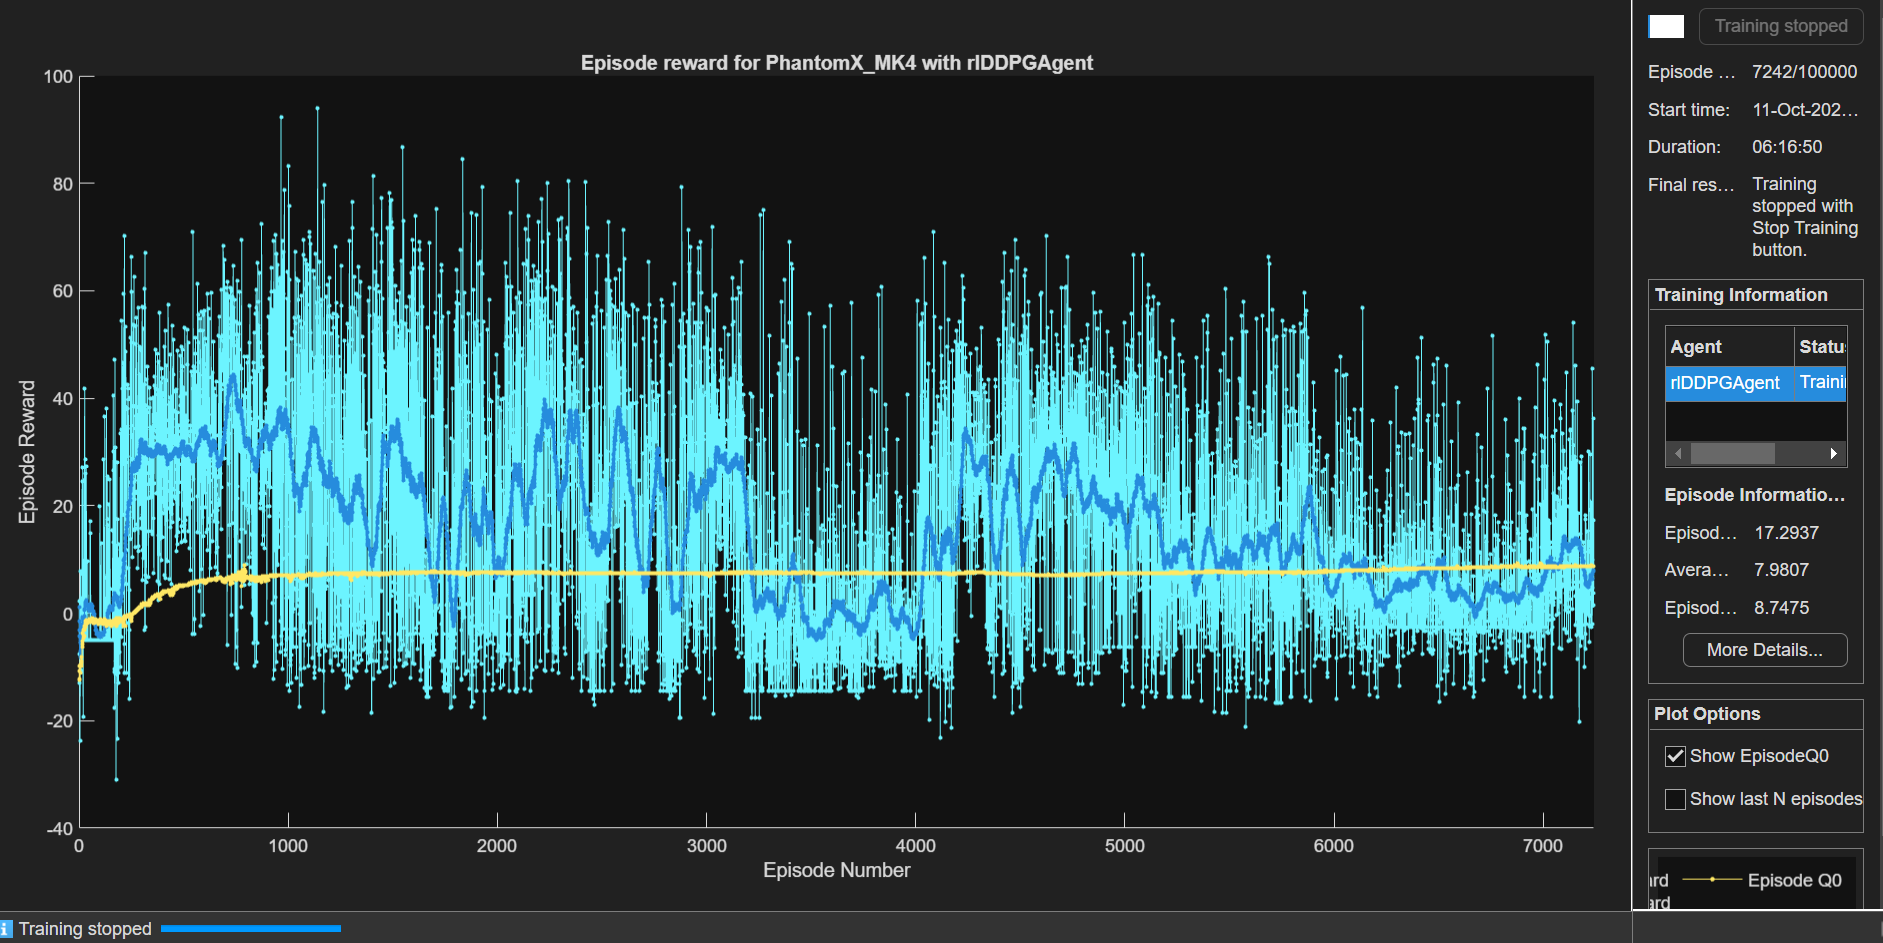 Episode reward for PhantomX_MK4 with rlDDPGAgent
100
80
60
40
20
0
-20
-40
Episode Reward
0 1000 2000 3000 4000 5000 6000 7000
Episode Number
Training stopped
Episode ... 7242/100000
Start time: 11-Oct-202...
Duration: 06:16:50
Final res... Training
stopped with
Stop Training
button.
Training Information
Agent Statu
rlDDPGAgent Traini
Episode Informatio...
Episod... 17.2937
Avera... 7.9807
Episod... 8.7475
More Details...
Plot Options
Show EpisodeQ0
Show last N episodes
rd Episode Q0
ard
Training stopped